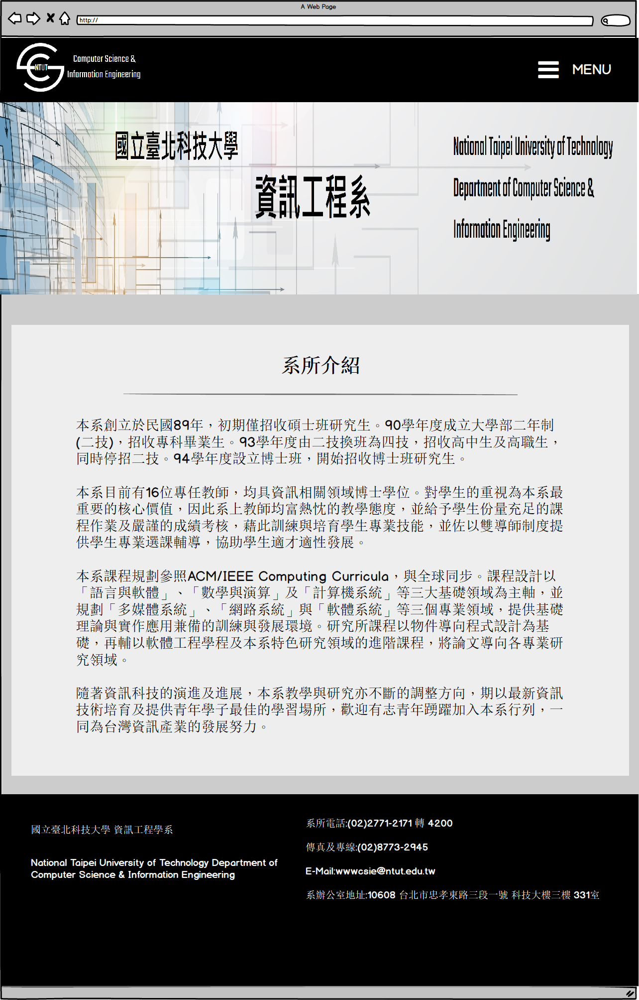 A Web Page
http://
NTUT
Computer Science &
Information Engineering
MENU
國立臺北科技大學
資訊工程系
National Taipei University of Technology
Department of Computer Science &
Information Engineering
系所介紹
本系創立於民國89年，初期僅招收碩士班研究生。90學年度成立大學部二年制
(二技)，招收專科畢業生。93學年度由二技換班為四技，招收高中生及高職生，
同時停招二技。94學年度設立博士班，開始招收博士班研究生。
本系目前有16位專任教師，均具資訊相關領域博士學位。對學生的重視為本系最
重要的核心價值，因此系上教師均富熱忱的教學態度，並給予學生份量充足的課
程作業及嚴謹的成績考核，藉此訓練與培育學生專業技能，並佐以雙導師制度提
供學生專業選課輔導，協助學生適才適性發展。
本系課程規劃參照ACM/IEEE Computing Curricula，與全球同步。課程設計以
「語言與軟體」、「數學與演算」及「計算機系統」等三大基礎領域為主軸，並
規劃「多媒體系統」、「網路系統」與「軟體系統」等三個專業領域，提供基礎
理論與實作應用兼備的訓練與發展環境。研究所課程以物件導向程式設計為基
礎，再輔以軟體工程學程及本系特色研究領域的進階課程，將論文導向各專業研
究領域。
隨著資訊科技的演進及進展，本系教學與研究亦不斷的調整方向，期以最新資訊
技術培育及提供青年學子最佳的學習場所，歡迎有志青年踴躍加入本系行列，一
同為台灣資訊產業的發展努力。
國立臺北科技大學 資訊工程學系
National Taipei University of Technology Department of
Computer Science & Information Engineering
系所電話:(02)2771-2171 轉 4200
傳真及專線:(02)8773-2945
E-Mail:wwwcsie@ntut.edu.tw
系辦公室地址:10608 台北市忠孝東路三段一號 科技大樓三樓 331室